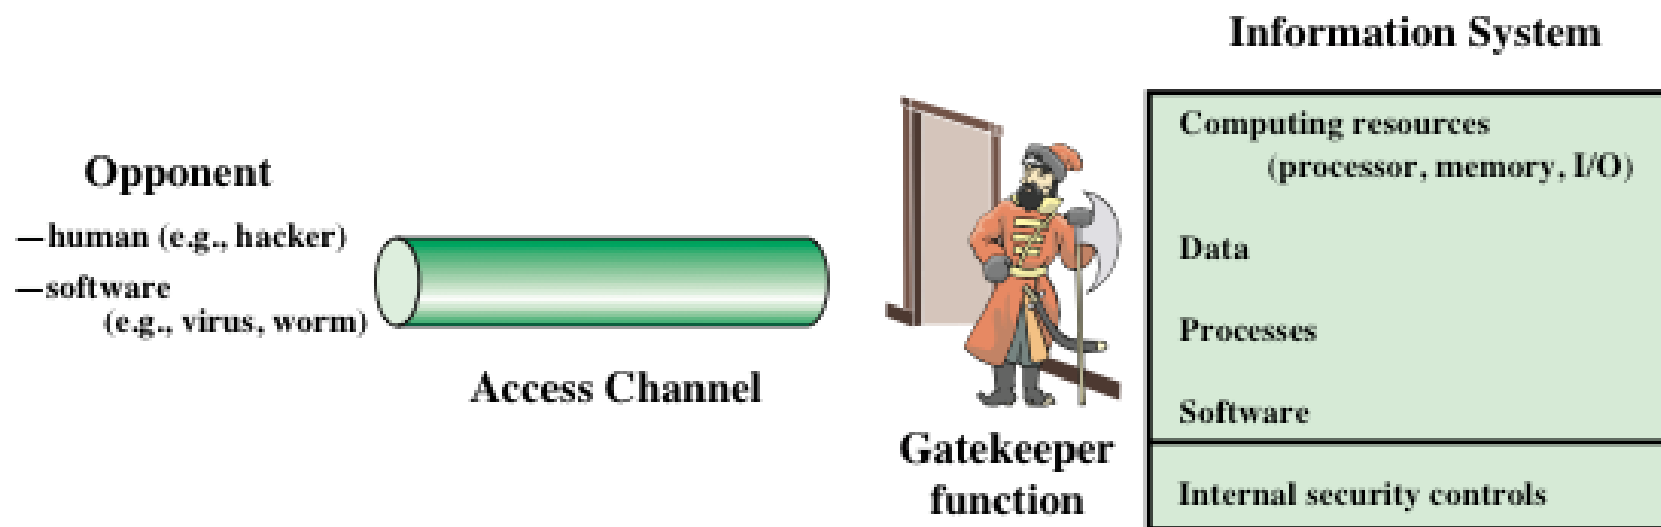 Information System
Opponent
—human (e.g., hacker)
—software
(e.g., virus, worm)
Access Channel
Gatekeeper
function
Computing resources
(processor, memory, I/O)
Data
Processes
Software
Internal security controls